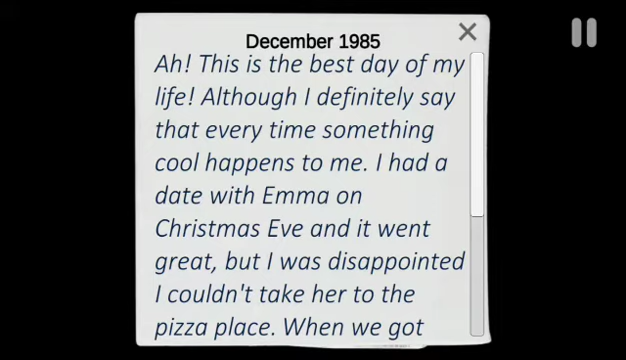 December 1985
Ah! This is the best day of my
life! Although I definitely say
that every time something
cool happens to me. I had a
date with Emma on
Christmas Eve and it went
great, but I was disappointed
I couldn't take her to the
pizza place. When we got